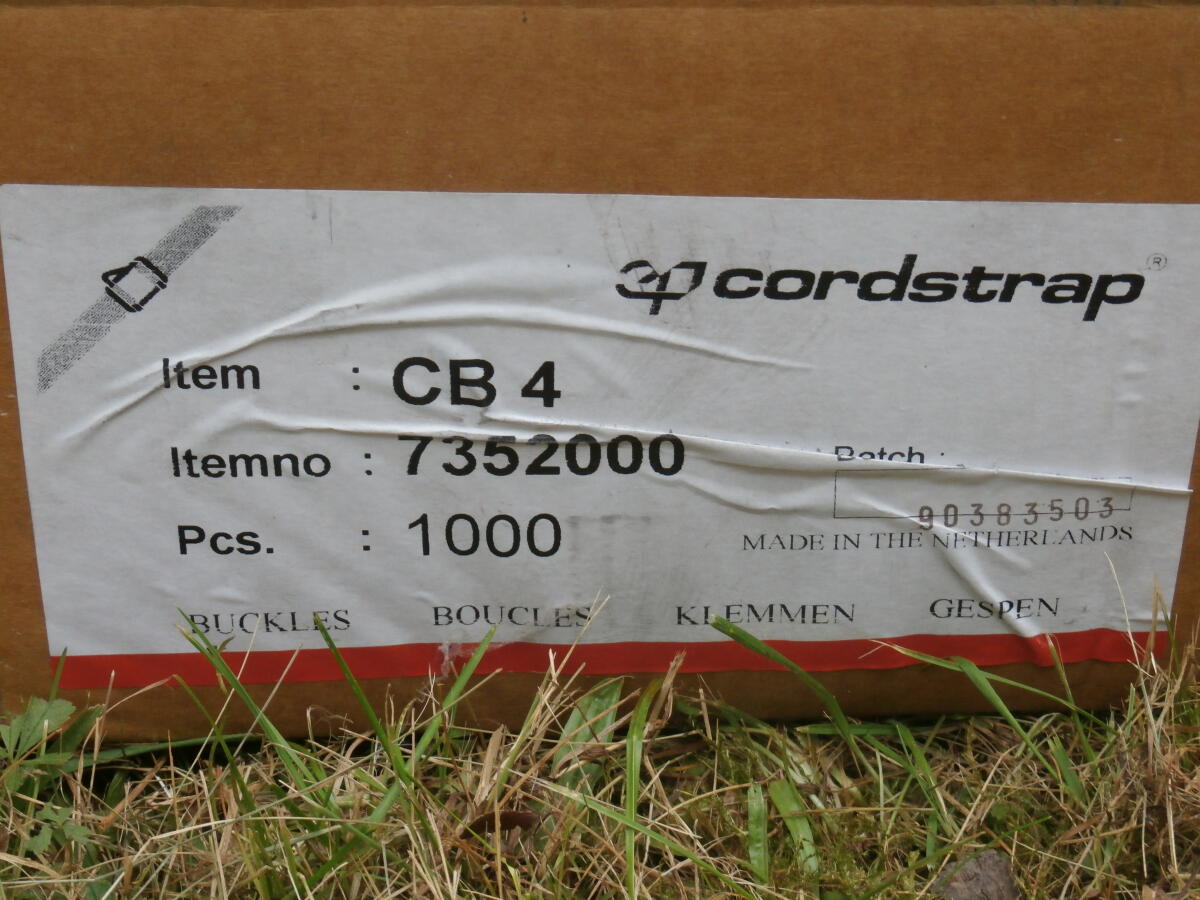 cordstrap®
Item : CB 4
Itemno : 7352000
Batch :
90383503
Pcs. : 1000
MADE IN THE NETHERLANDS
BUCKLES BOUCLES KLEMMEN GESPEN